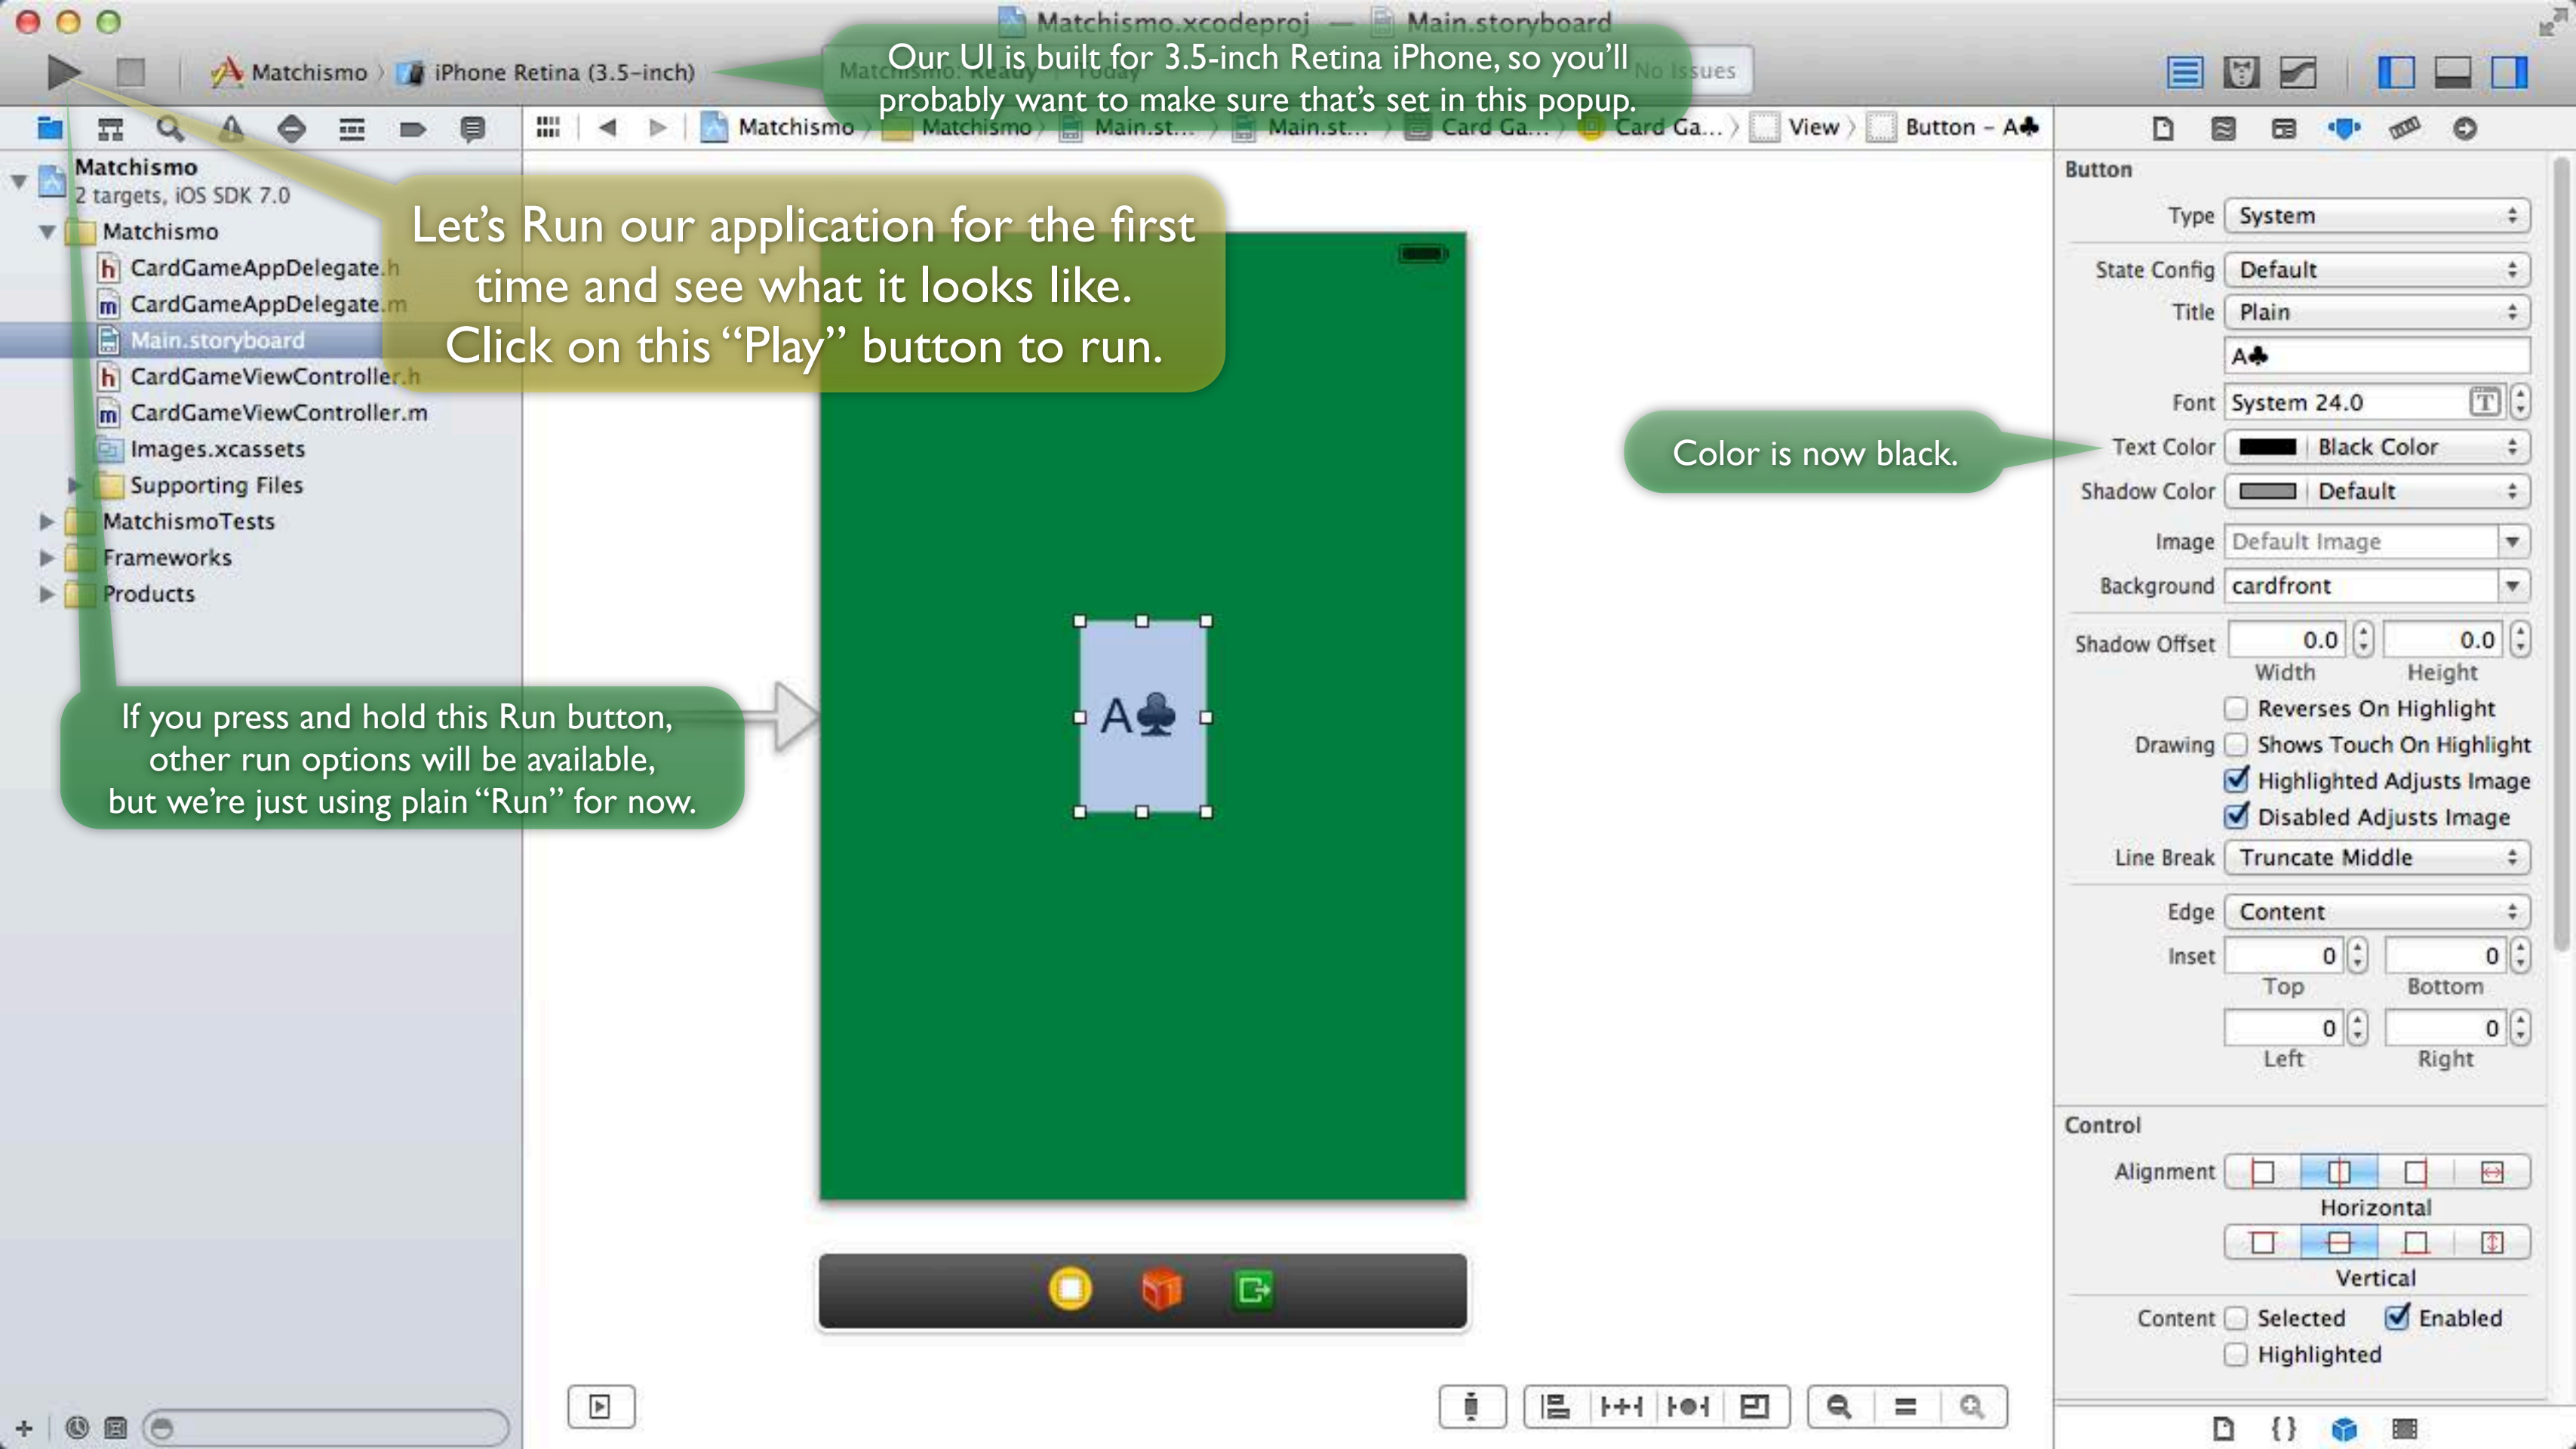 Matchismo.xcodeproj — Main.storyboard
Matchismo 〉 iPhone Retina (3.5-inch)
Matchismo: Ready | Today
No Issues
Our UI is built for 3.5-inch Retina iPhone, so you'll
probably want to make sure that's set in this popup.
Matchismo 〉 Matchismo 〉 Main.st... 〉 Main.st... 〉 Card Ga... 〉 Card Ga... 〉 View 〉 Button – A♣
Matchismo
2 targets, iOS SDK 7.0
Matchismo
h CardGameAppDelegate.h
m CardGameAppDelegate.m
Main.storyboard
h CardGameViewController.h
m CardGameViewController.m
Images.xcassets
Supporting Files
MatchismoTests
Frameworks
Products
Let's Run our application for the first
time and see what it looks like.
Click on this "Play" button to run.
If you press and hold this Run button,
other run options will be available,
but we're just using plain "Run" for now.
A♣
Color is now black.
Button
Type System
State Config Default
Title Plain
A♣
Font System 24.0 T
Text Color Black Color
Shadow Color Default
Image Default Image
Background cardfront
Shadow Offset 0.0 0.0
Width Height
Reverses On Highlight
Drawing Shows Touch On Highlight
Highlighted Adjusts Image
Disabled Adjusts Image
Line Break Truncate Middle
Edge Content
Inset 0 0
Top Bottom
0 0
Left Right
Control
Alignment
Horizontal
Vertical
Content Selected Enabled
Highlighted